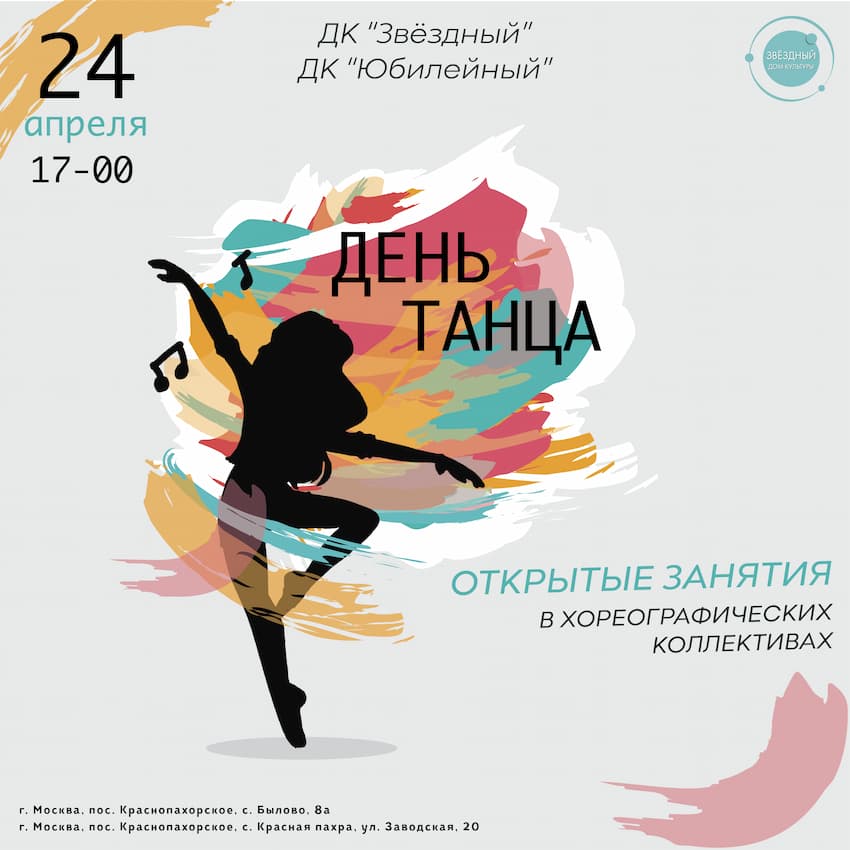 24
апреля
17-00
ДК "Звёздный"
ДК "Юбилейный"
ЗВЁЗДНЫЙ
ДОМ КУЛЬТУРЫ
ДЕНЬ
ТАНЦА
ОТКРЫТЫЕ ЗАНЯТИЯ
В ХОРЕОГРАФИЧЕСКИХ
КОЛЛЕКТИВАХ
г. Москва, пос. Краснопахорское, с. Былово, 8а
г. Москва, пос. Краснопахорское, с. Красная пахра, ул. Заводская, 20